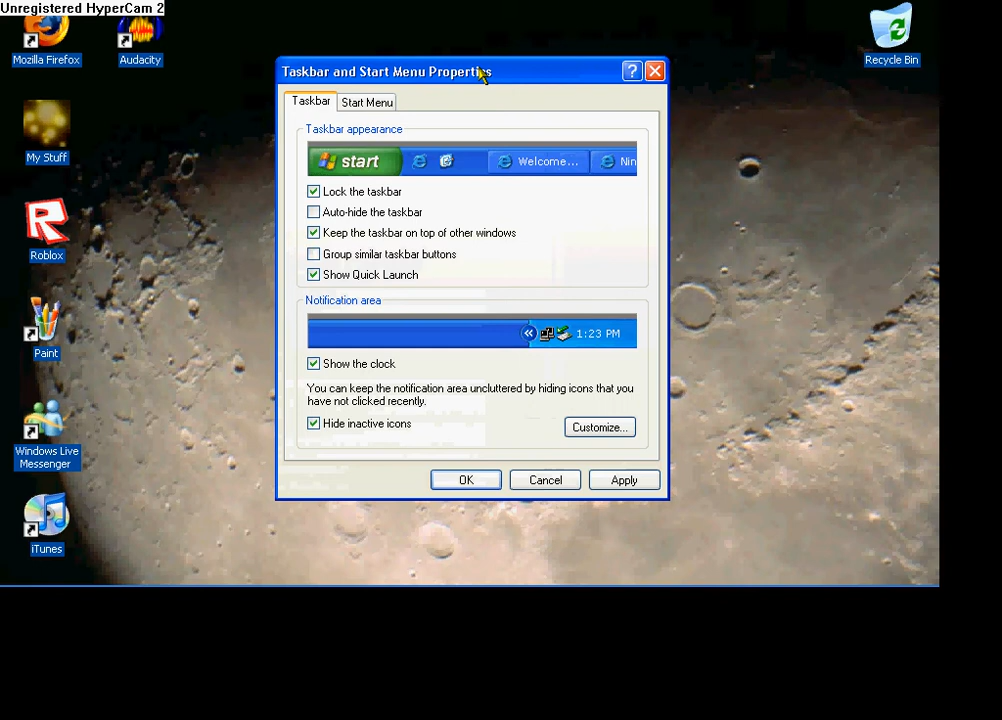 Unregistered HyperCam 2
Mozilla Firefox
Audacity
Recycle Bin
My Stuff
Roblox
Paint
Windows Live
Messenger
iTunes
Taskbar and Start Menu Properties
?
Taskbar
Start Menu
Taskbar appearance
start
Welcome...
Nin
Lock the taskbar
Auto-hide the taskbar
Keep the taskbar on top of other windows
Group similar taskbar buttons
Show Quick Launch
Notification area
«
1:23 PM
Show the clock
You can keep the notification area uncluttered by hiding icons that you
have not clicked recently.
Hide inactive icons
Customize...
OK
Cancel
Apply